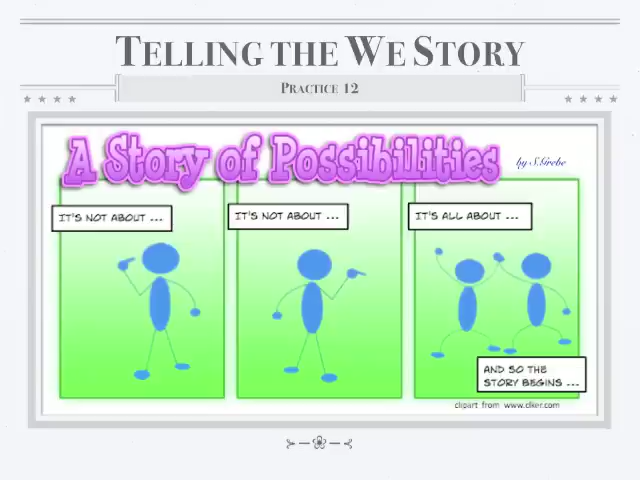 TELLING THE WE STORY
PRACTICE 12
A Story of Possibilities
by S.Grebe
IT'S NOT ABOUT ...
IT'S NOT ABOUT ...
IT'S ALL ABOUT ...
AND SO THE
STORY BEGINS ...
clipart from www.clker.com